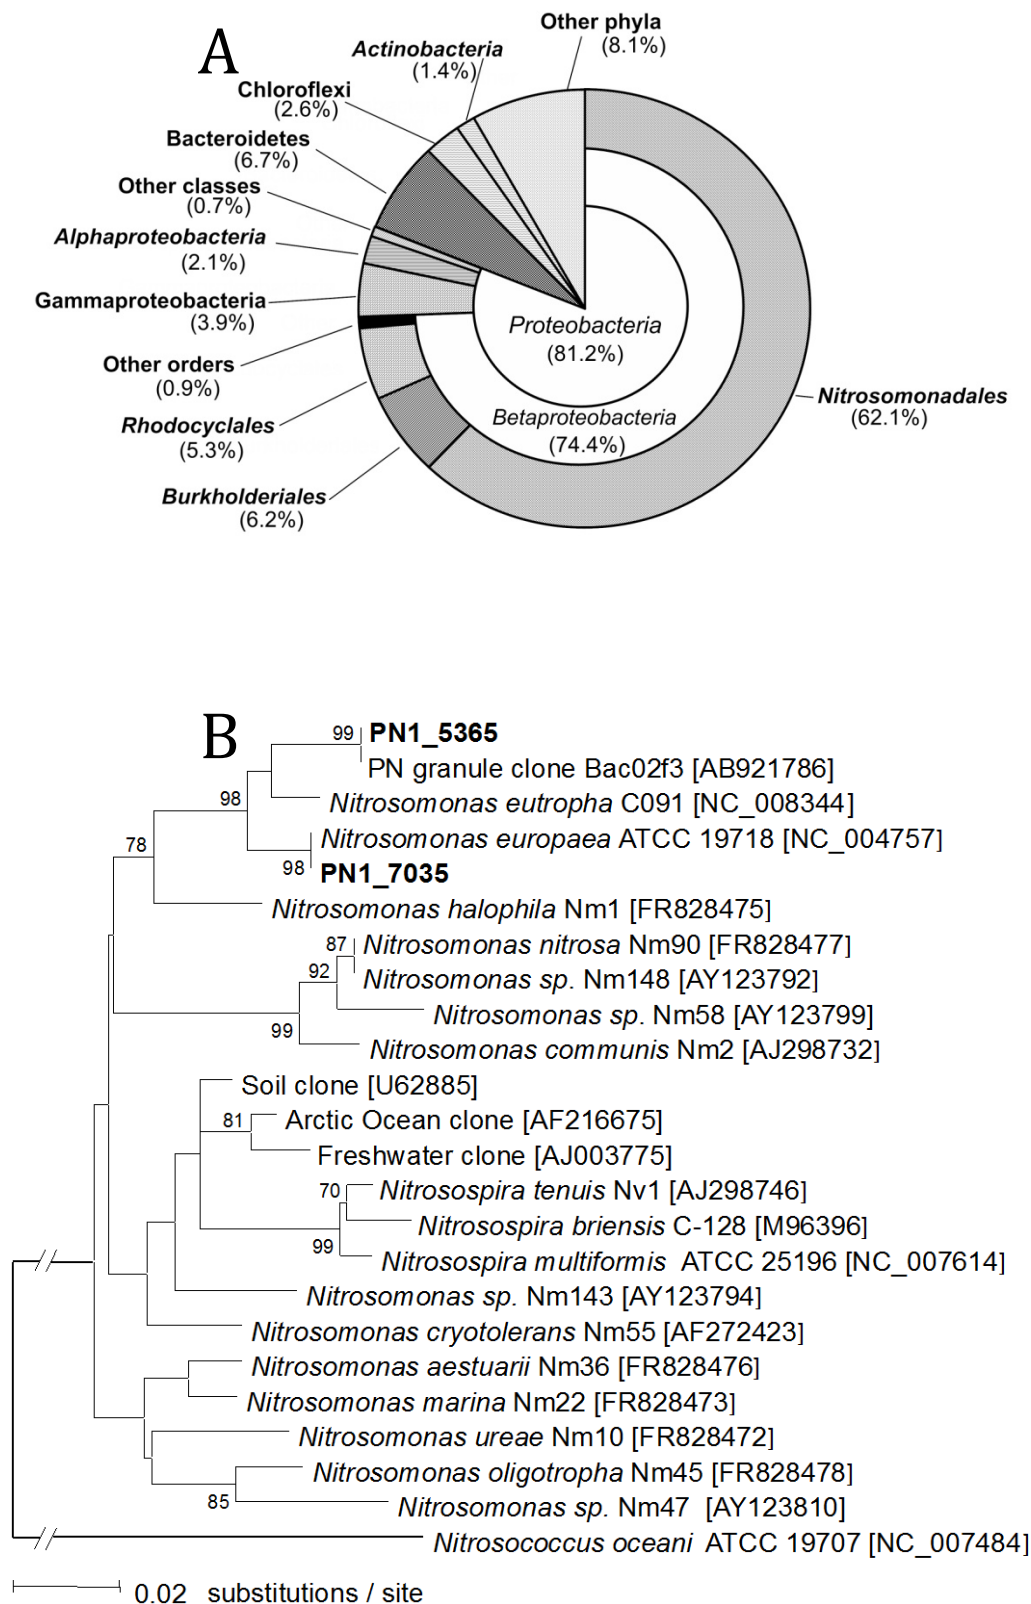 A
Other phyla
(8.1%)
Actinobacteria
(1.4%)
Chloroflexi
(2.6%)
Bacteroidetes
(6.7%)
Other classes
(0.7%)
Alphaproteobacteria
(2.1%)
Gammaproteobacteria
(3.9%)
Other orders
(0.9%)
Rhodocyclales
(5.3%)
Burkholderiales
(6.2%)
Proteobacteria
(81.2%)
Betaproteobacteria
(74.4%)
Nitrosomonadales
(62.1%)
B
99 PN1_5365
PN granule clone Bac02f3 [AB921786]
98 Nitrosomonas eutropha C091 [NC_008344]
Nitrosomonas europaea ATCC 19718 [NC_004757]
78
98 PN1_7035
Nitrosomonas halophila Nm1 [FR828475]
87 Nitrosomonas nitrosa Nm90 [FR828477]
92 Nitrosomonas sp. Nm148 [AY123792]
Nitrosomonas sp. Nm58 [AY123799]
99
Nitrosomonas communis Nm2 [AJ298732]
Soil clone [U62885]
81 Arctic Ocean clone [AF216675]
Freshwater clone [AJ003775]
70 Nitrosospira tenuis Nv1 [AJ298746]
Nitrosospira briensis C-128 [M96396]
99
Nitrosospira multiformis ATCC 25196 [NC_007614]
Nitrosomonas sp. Nm143 [AY123794]
Nitrosomonas cryotolerans Nm55 [AF272423]
Nitrosomonas aestuarii Nm36 [FR828476]
Nitrosomonas marina Nm22 [FR828473]
Nitrosomonas ureae Nm10 [FR828472]
Nitrosomonas oligotropha Nm45 [FR828478]
85 Nitrosomonas sp. Nm47 [AY123810]
Nitrosococcus oceani ATCC 19707 [NC_007484]
0.02 substitutions / site